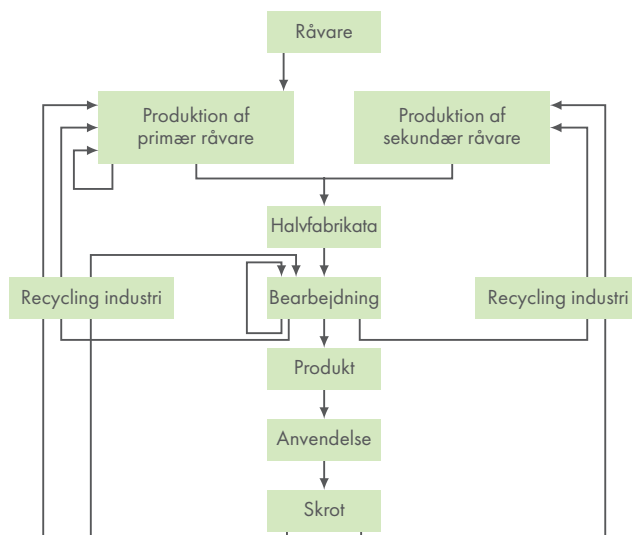 Råvare
Produktion af
primær råvare
Produktion af
sekundær råvare
Halvfabrikata
Recycling industri
Bearbejdning
Recycling industri
Produkt
Anvendelse
Skrot